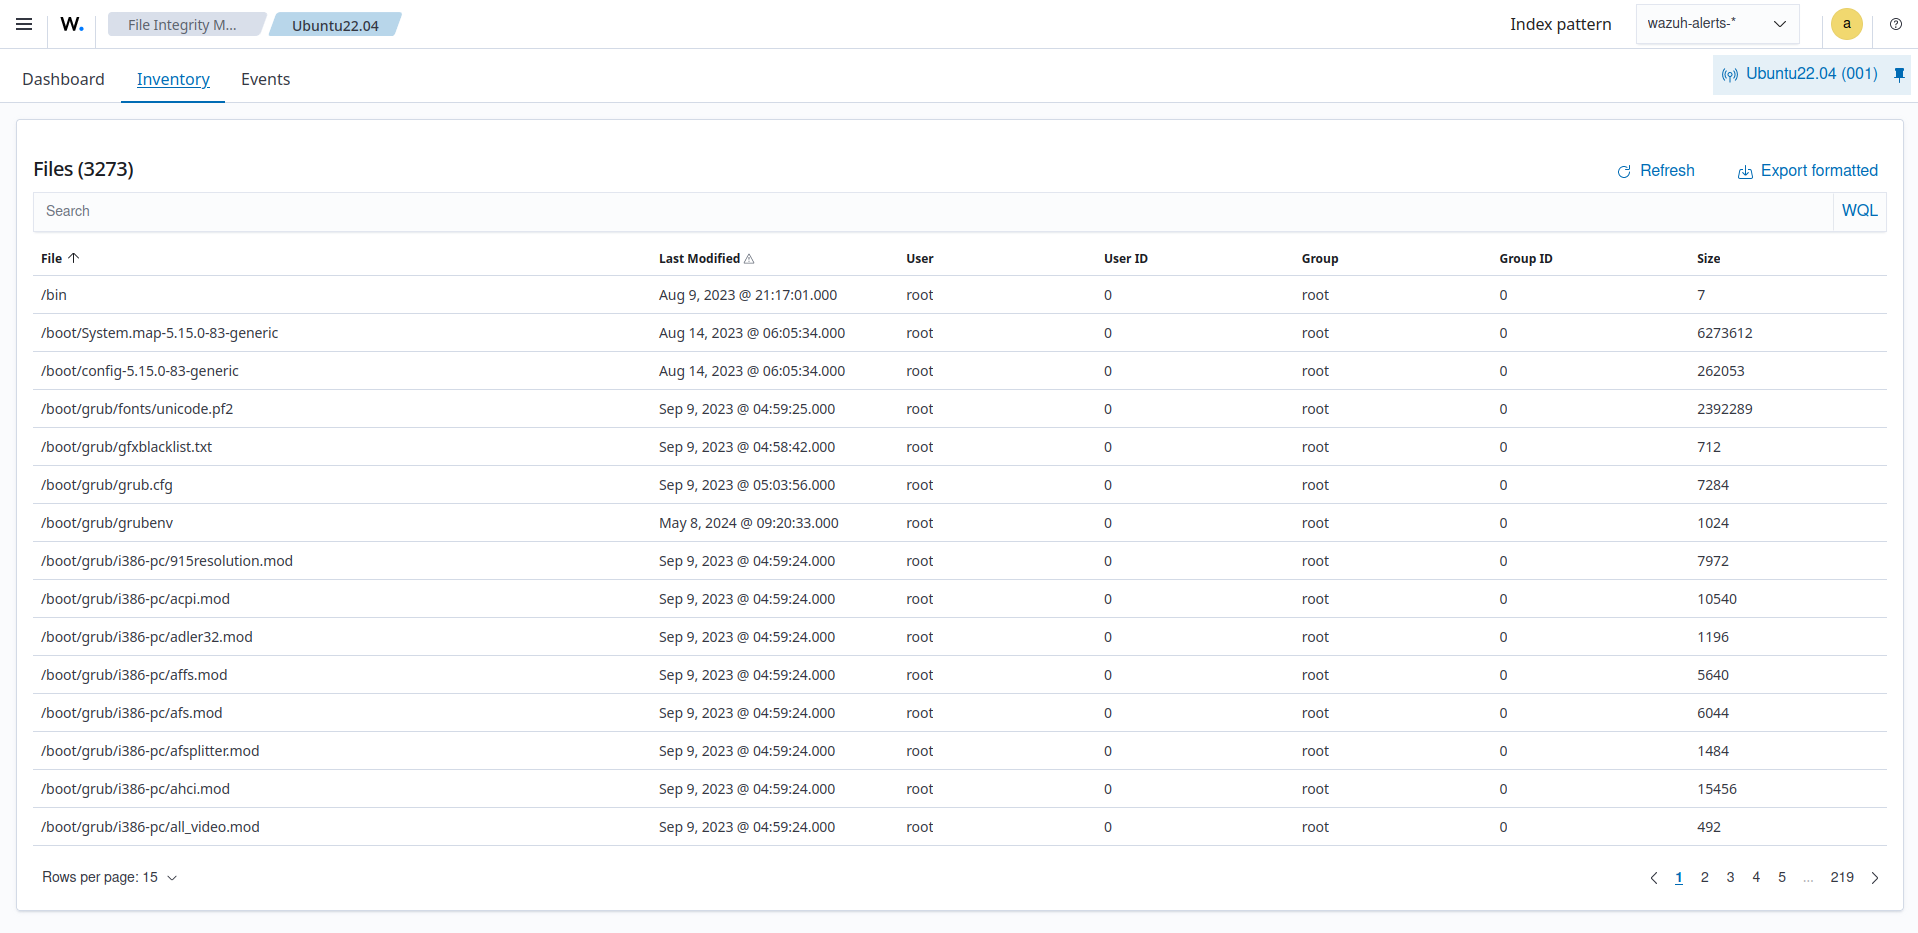 W. File Integrity M... Ubuntu22.04 Index pattern wazuh-alerts-* a
Dashboard Inventory Events Ubuntu22.04 (001)
Files (3273) Refresh Export formatted
Search WQL
File Last Modified User User ID Group Group ID Size
/bin Aug 9, 2023 @ 21:17:01.000 root 0 root 0 7
/boot/System.map-5.15.0-83-generic Aug 14, 2023 @ 06:05:34.000 root 0 root 0 6273612
/boot/config-5.15.0-83-generic Aug 14, 2023 @ 06:05:34.000 root 0 root 0 262053
/boot/grub/fonts/unicode.pf2 Sep 9, 2023 @ 04:59:25.000 root 0 root 0 2392289
/boot/grub/gfxblacklist.txt Sep 9, 2023 @ 04:58:42.000 root 0 root 0 712
/boot/grub/grub.cfg Sep 9, 2023 @ 05:03:56.000 root 0 root 0 7284
/boot/grub/grubenv May 8, 2024 @ 09:20:33.000 root 0 root 0 1024
/boot/grub/i386-pc/915resolution.mod Sep 9, 2023 @ 04:59:24.000 root 0 root 0 7972
/boot/grub/i386-pc/acpi.mod Sep 9, 2023 @ 04:59:24.000 root 0 root 0 10540
/boot/grub/i386-pc/adler32.mod Sep 9, 2023 @ 04:59:24.000 root 0 root 0 1196
/boot/grub/i386-pc/affs.mod Sep 9, 2023 @ 04:59:24.000 root 0 root 0 5640
/boot/grub/i386-pc/afs.mod Sep 9, 2023 @ 04:59:24.000 root 0 root 0 6044
/boot/grub/i386-pc/afsplitter.mod Sep 9, 2023 @ 04:59:24.000 root 0 root 0 1484
/boot/grub/i386-pc/ahci.mod Sep 9, 2023 @ 04:59:24.000 root 0 root 0 15456
/boot/grub/i386-pc/all_video.mod Sep 9, 2023 @ 04:59:24.000 root 0 root 0 492
Rows per page: 15 1 2 3 4 5 ... 219